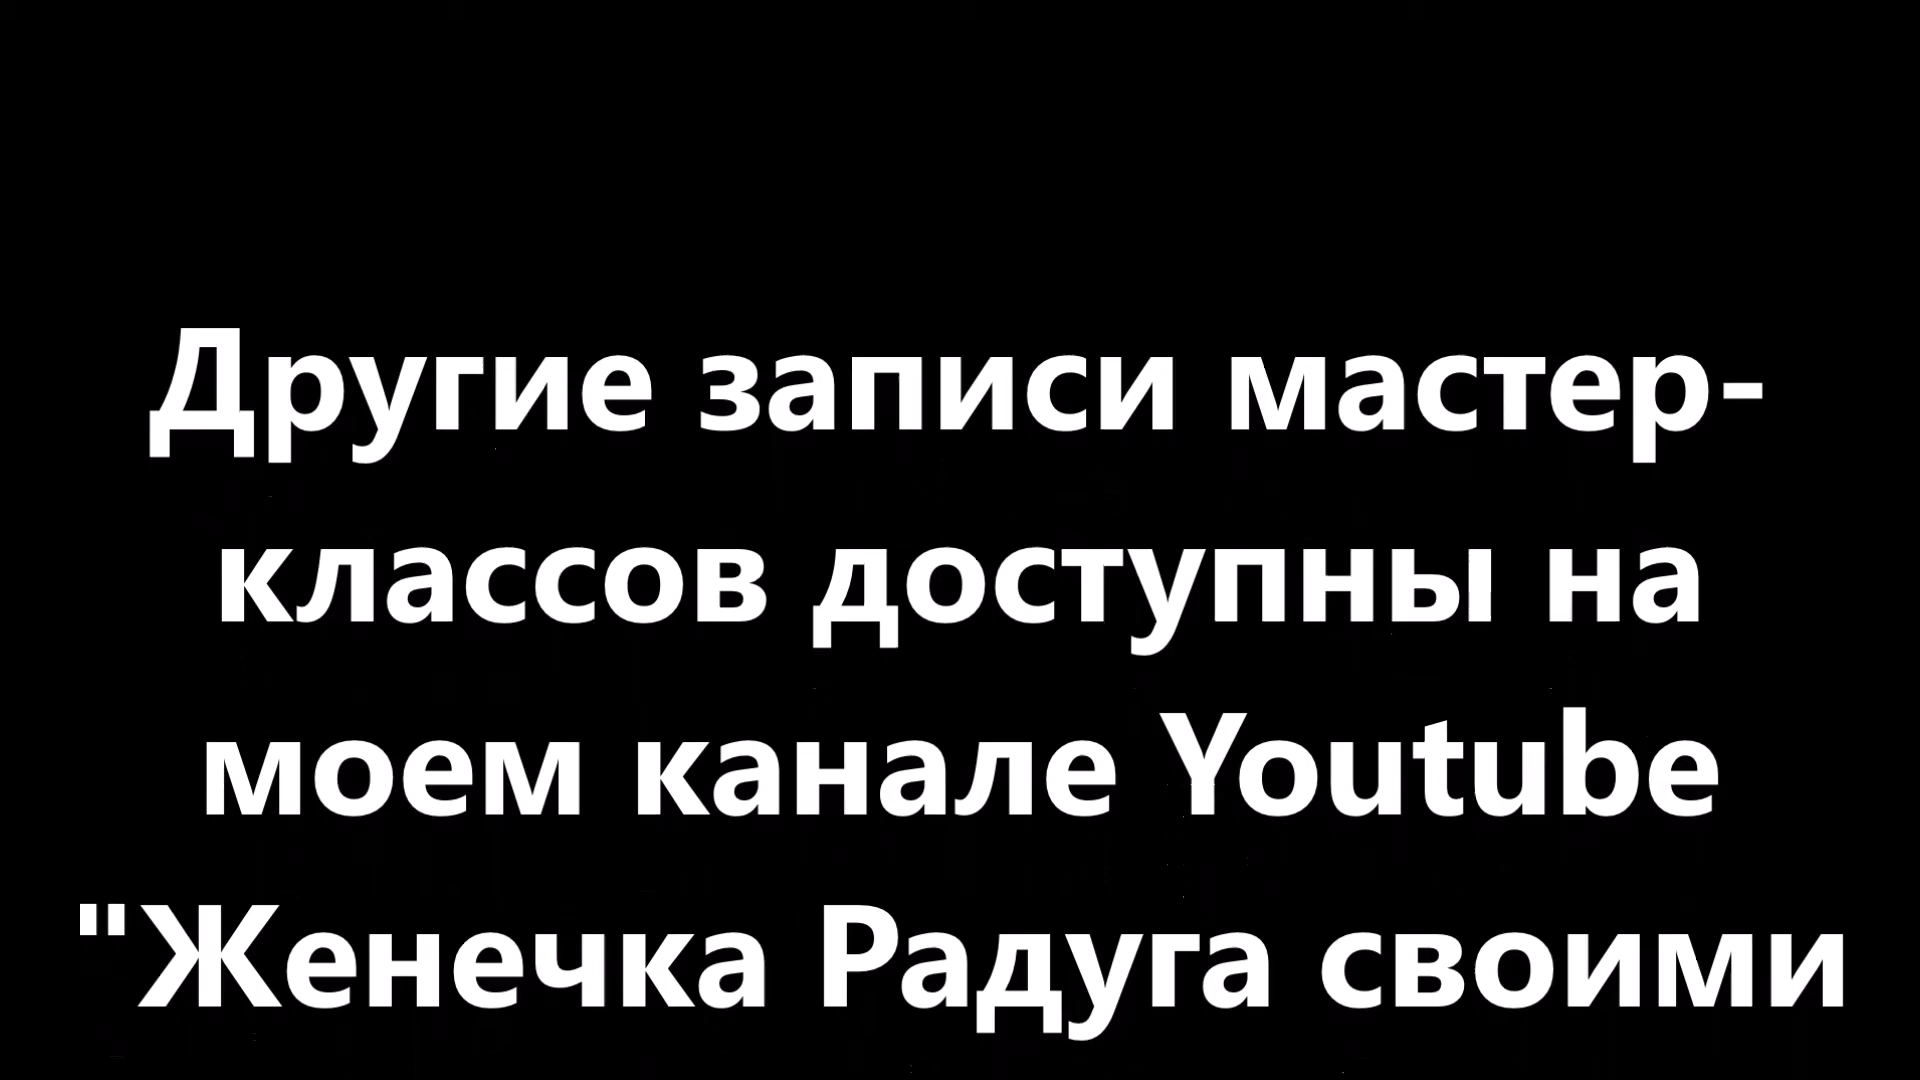 Другие записи мастер-
классов доступны на
моем канале Youtube
"Женечка Радуга своими